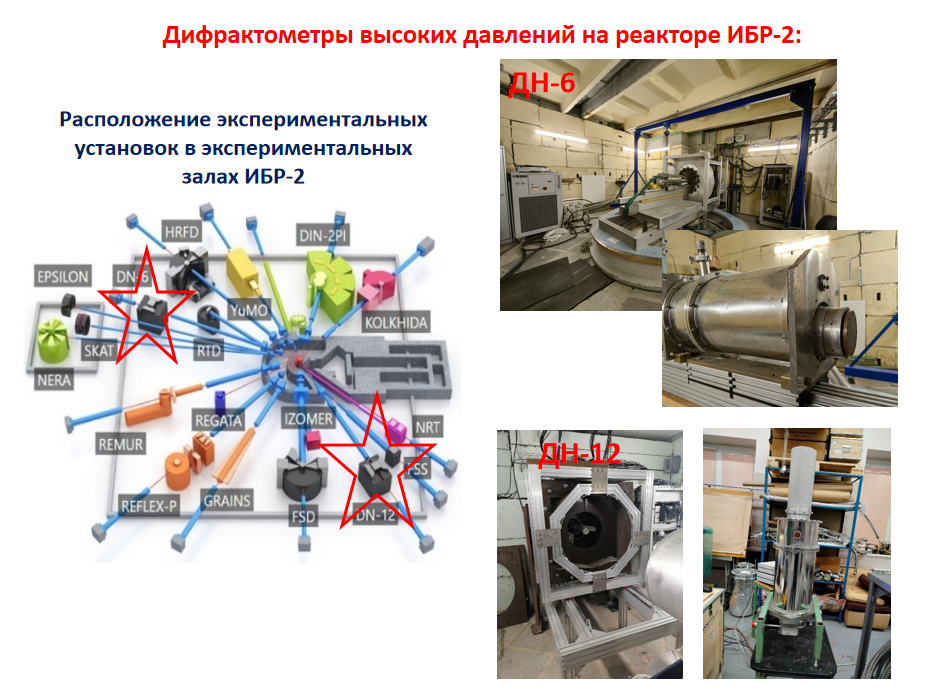 Дифрактометры высоких давлений на реакторе ИБР-2:
ДН-6
Расположение экспериментальных
установок в экспериментальных
залах ИБР-2
HRFD
DIN-2PI
EPSILON
DN-6
YuMO
KOLKHIDA
SKAT
RTD
NERA
REGATA
IZOMER
NRT
REMUR
FSS
REFLEX-P
GRAINS
FSD
DN-12
ДН-12